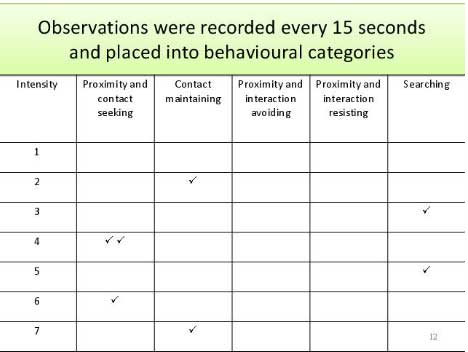 Observations were recorded every 15 seconds
and placed into behavioural categories
Intensity Proximity and contact seeking Contact maintaining Proximity and interaction avoiding Proximity and interaction resisting Searching
1
2 ✓
3 ✓
4 ✓✓
5 ✓
6 ✓
7 ✓
12